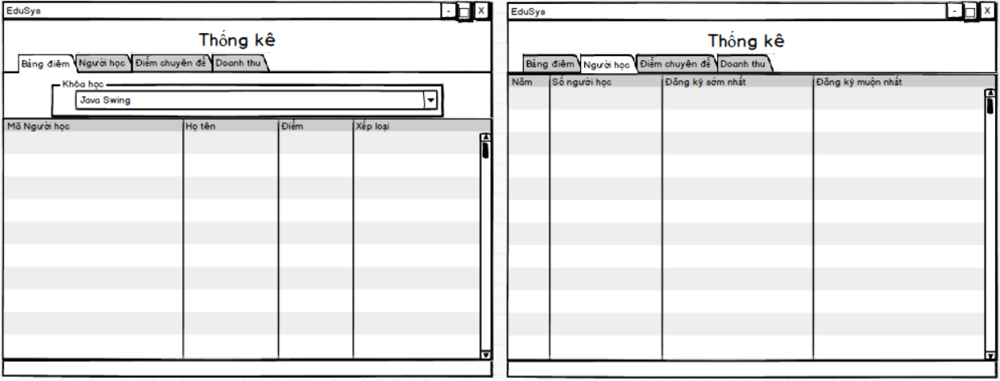 EduSys - X
Thống kê
Bảng điểm Người học Điểm chuyên đề Doanh thu
Khóa học
Java Swing
Mã Người học Họ tên Điểm Xếp loại
EduSys - X
Thống kê
Bảng điểm Người học Điểm chuyên đề Doanh thu
Năm Số người học Đăng ký sớm nhất Đăng ký muộn nhất